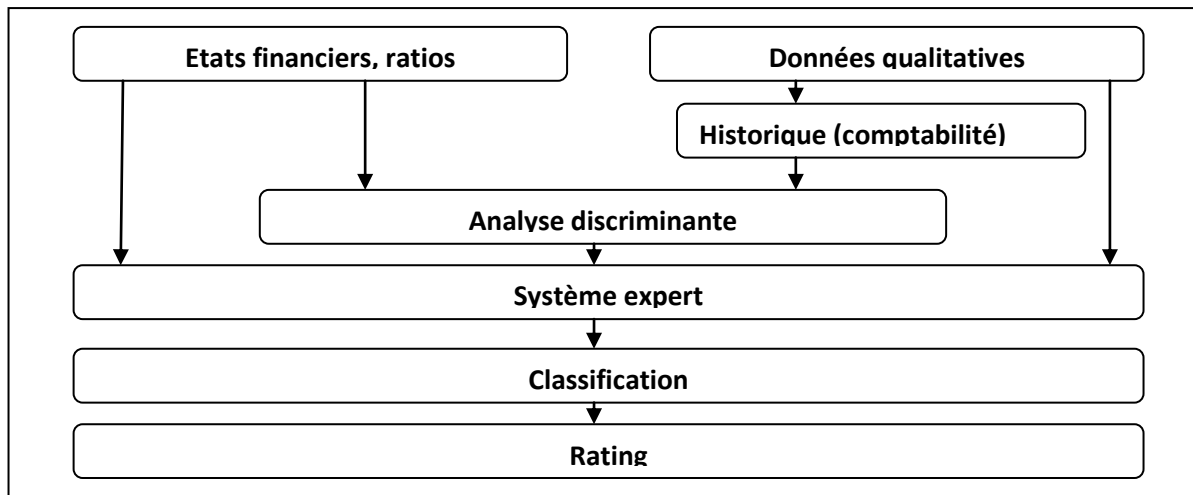 Etats financiers, ratios
Données qualitatives
Historique (comptabilité)
Analyse discriminante
Système expert
Classification
Rating